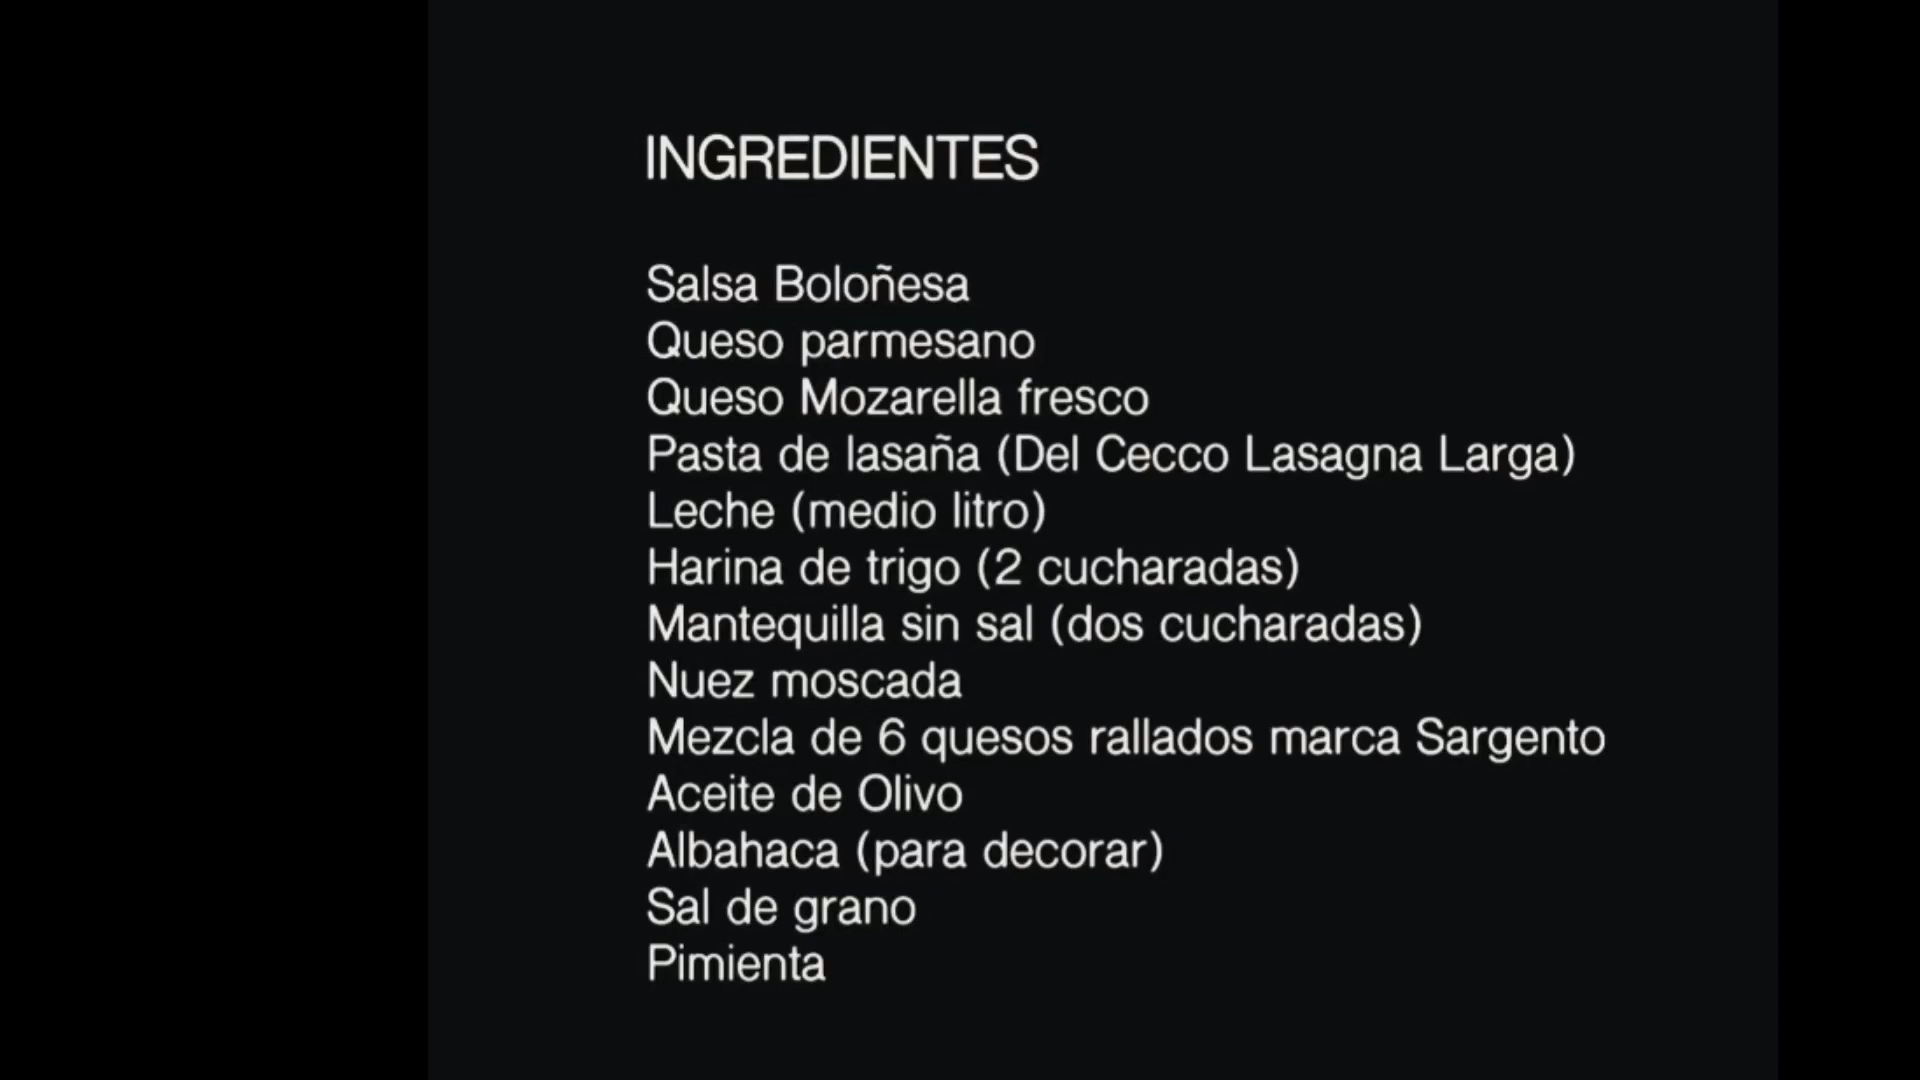 INGREDIENTES
Salsa Boloñesa
Queso parmesano
Queso Mozarella fresco
Pasta de lasaña (Del Cecco Lasagna Larga)
Leche (medio litro)
Harina de trigo (2 cucharadas)
Mantequilla sin sal (dos cucharadas)
Nuez moscada
Mezcla de 6 quesos rallados marca Sargento
Aceite de Olivo
Albahaca (para decorar)
Sal de grano
Pimienta